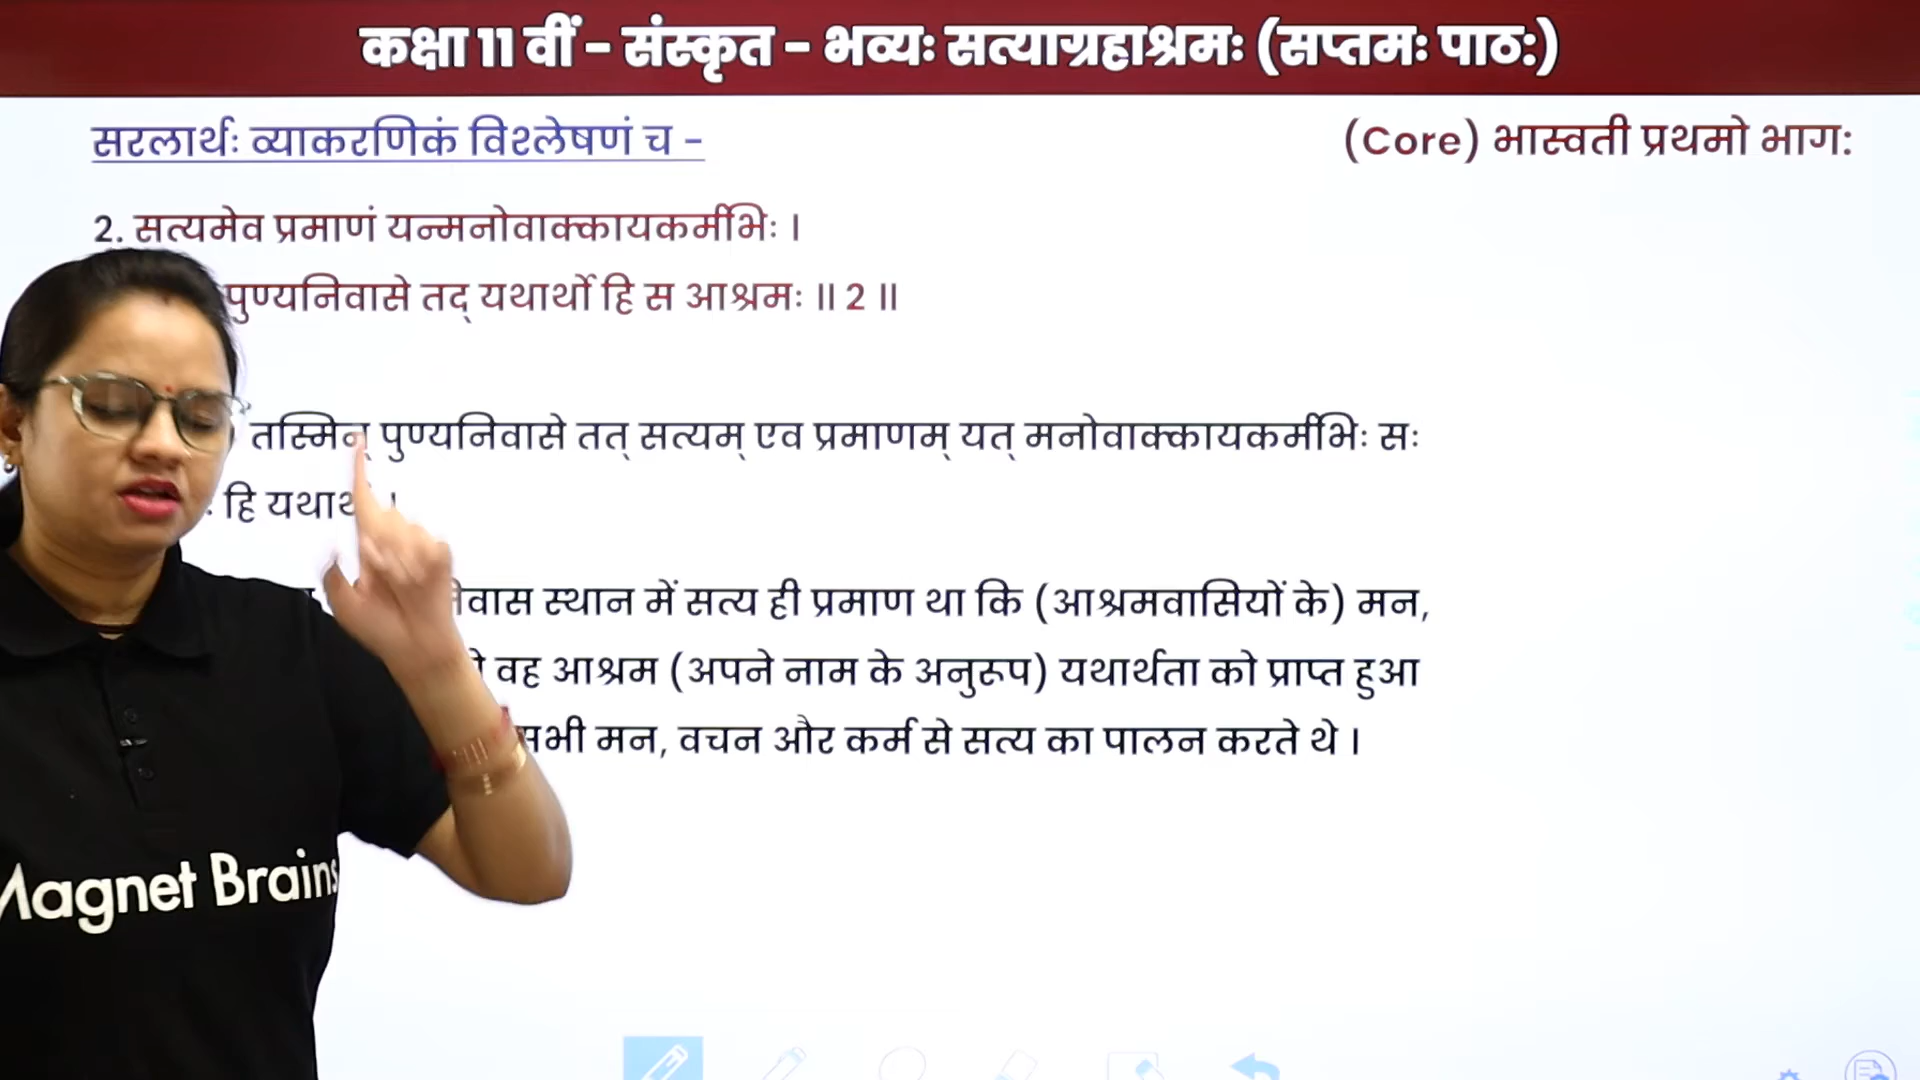 कक्षा 11 वीं - संस्कृत - भव्यः सत्याग्रहाश्रमः (सप्तमः पाठ:)
सरलार्थः व्याकरणिकं विश्लेषणं च -
(Core) भास्वती प्रथमो भाग:
2. सत्यमेव प्रमाणं यन्मनोवाक्कायकर्मभिः ।
पुण्यनिवासे तद् यथार्थो हि स आश्रमः ॥ 2 ॥
तस्मिन् पुण्यनिवासे तत् सत्यम् एव प्रमाणम् यत् मनोवाक्कायकर्मभिः सः
हि
स्थान में सत्य ही प्रमाण था कि (आश्रमवासियों के) मन,
वह आश्रम (अपने नाम के अनुरूप) यथार्थता को प्राप्त हुआ
सभी मन, वचन और कर्म से सत्य का पालन करते थे ।
Magnet Brains